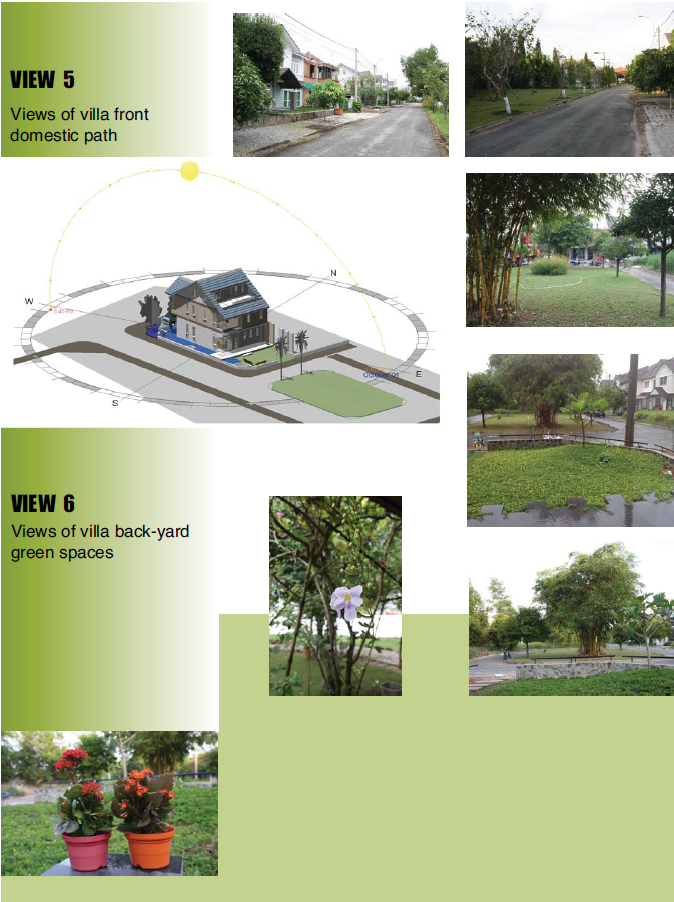 VIEW 5
Views of villa front
domestic path
N
W
E
S
VIEW 6
Views of villa back-yard
green spaces